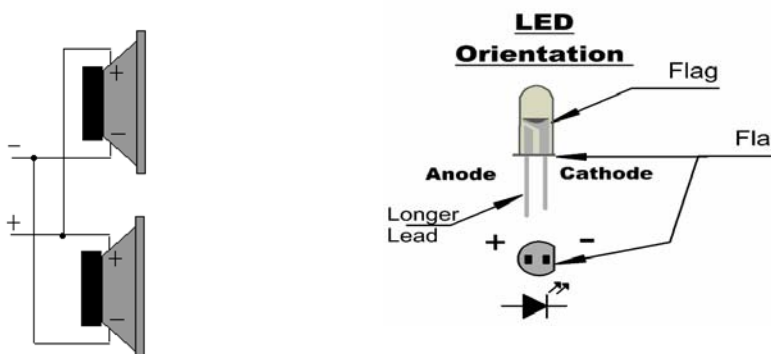 +
−
−
+
+
−
LED
Orientation
Flag
Fla
Anode
Cathode
Longer
Lead
+
-